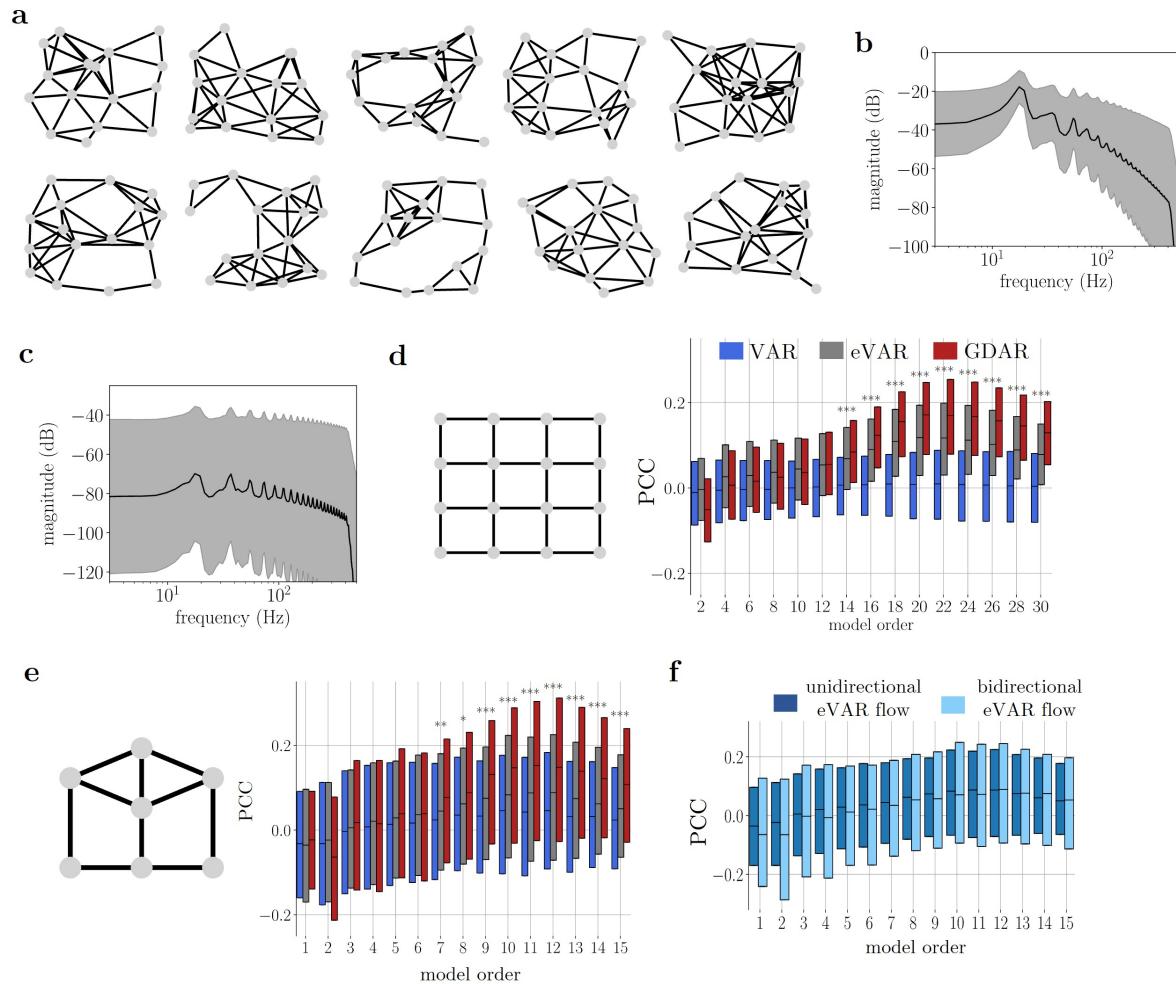 a
b
0
−20
−40
−60
−80
−100
magnitude (dB)
10¹
10²
frequency (Hz)
c
−40
−60
−80
−100
−120
magnitude (dB)
10¹
10²
frequency (Hz)
d
VAR eVAR GDAR
*** *** *** *** *** *** *** *** ***
0.2
0.0
−0.2
PCC
2 4 6 8 10 12 14 16 18 20 22 24 26 28 30
model order
e
** * *** *** *** *** *** *** ***
0.2
0.0
−0.2
PCC
1 2 3 4 5 6 7 8 9 10 11 12 13 14 15
model order
f
unidirectional
eVAR flow
bidirectional
eVAR flow
0.2
0.0
−0.2
PCC
1 2 3 4 5 6 7 8 9 10 11 12 13 14 15
model order